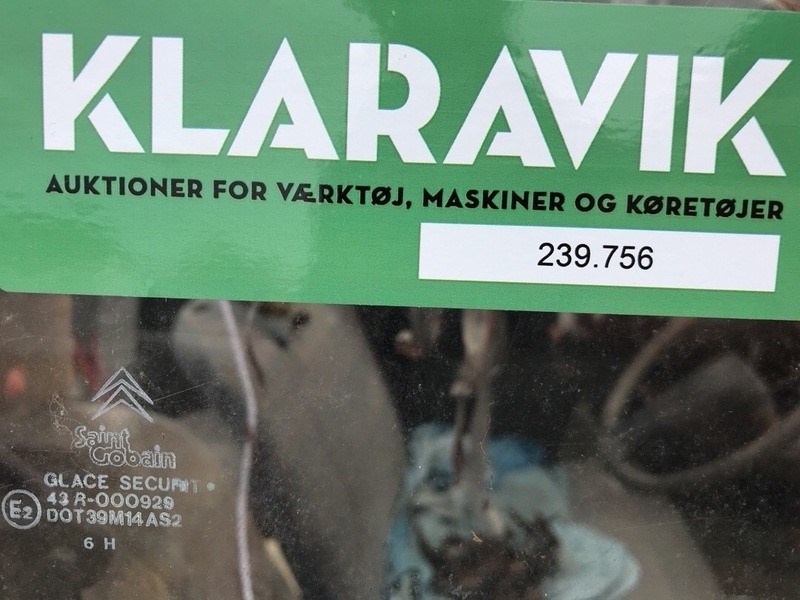 KLARAVIK
AUKTIONER FOR VÆRKTØJ, MASKINER OG KØRETØJER
239.756
Saint
Gobain
GLACE SECURIT
E2
43 R-000929
DOT39M14AS2
6 H